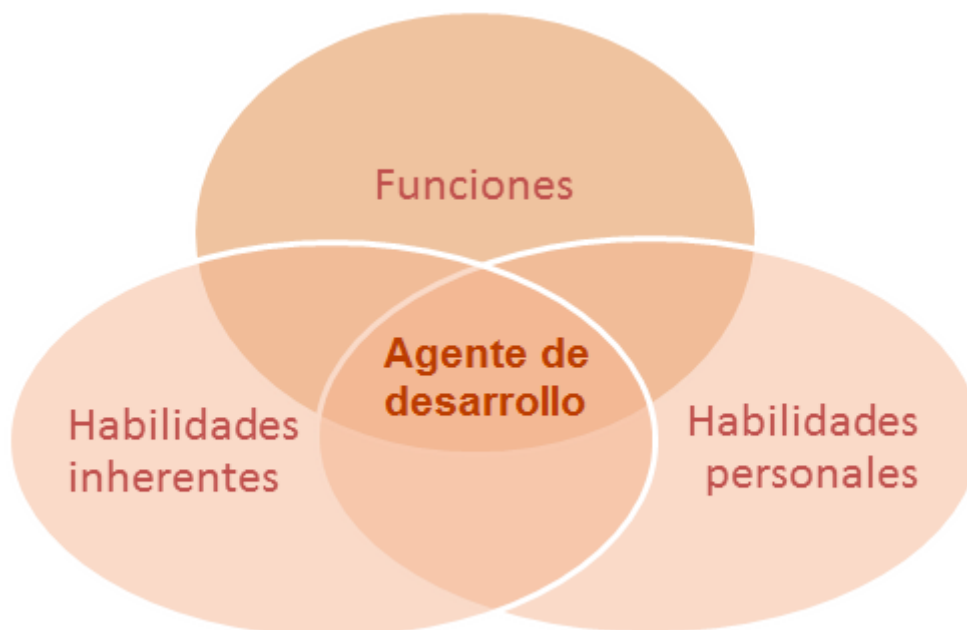 Funciones
Agente de
desarrollo
Habilidades
inherentes
Habilidades
personales